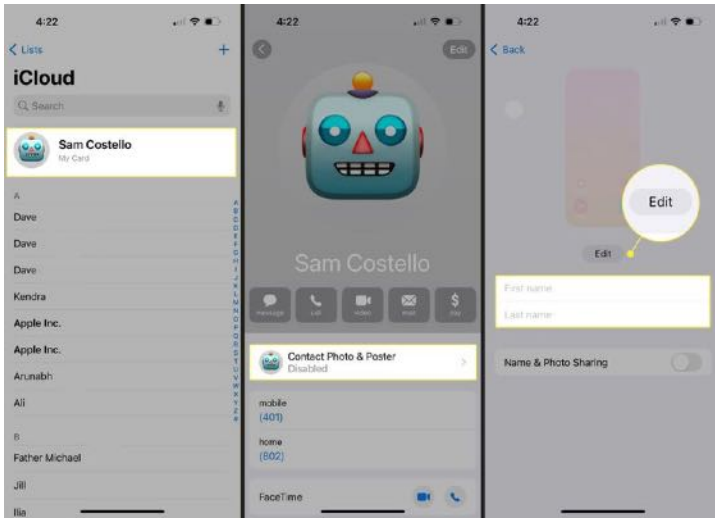 4:22
Lists
iCloud
Search
Sam Costello
My Card
A
Dave
Dave
Dave
Kendra
Apple Inc.
Apple Inc.
Arunabh
Ali
B
Father Michael
Jill
Ilia
A
B
C
D
E
F
G
H
I
J
K
L
M
N
O
P
Q
R
S
T
U
V
W
X
Y
Z
#
4:22
Edit
Sam Costello
message
call
video
mail
$
pay
Contact Photo & Poster
Disabled
mobile
(401)
home
(802)
FaceTime
4:22
Back
Edit
Edit
First name
Last name
Name & Photo Sharing